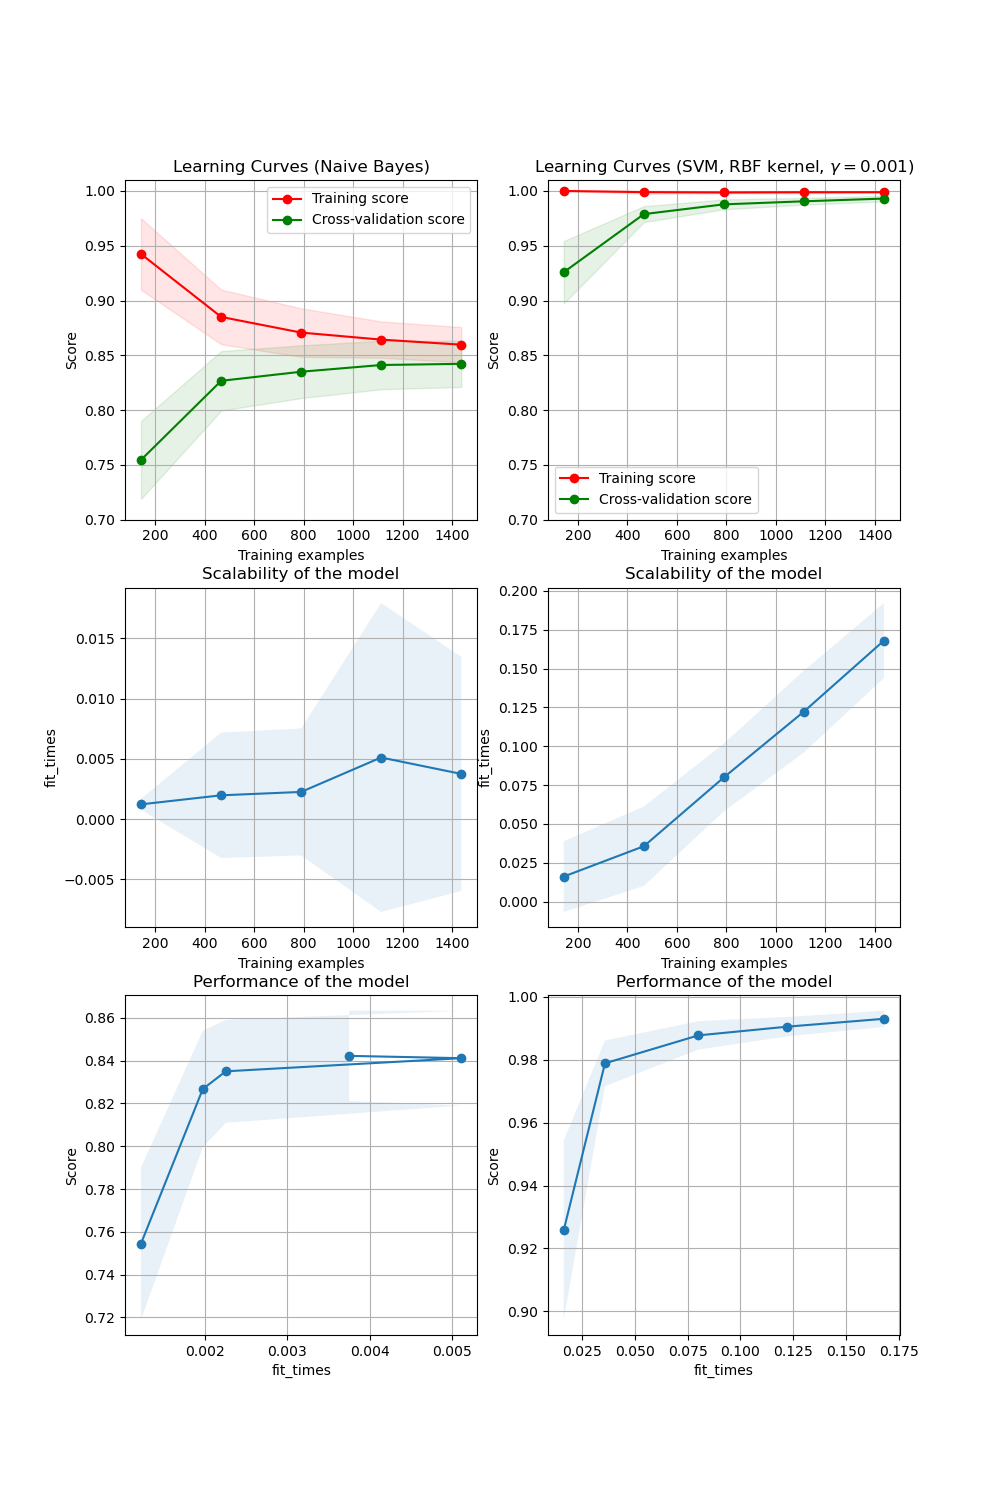 Learning Curves (Naive Bayes)
1.00
0.95
0.90
0.85
0.80
0.75
0.70
Score
Training score
Cross-validation score
200 400 600 800 1000 1200 1400
Training examples
Learning Curves (SVM, RBF kernel, γ = 0.001)
1.00
0.95
0.90
0.85
0.80
0.75
0.70
Score
Training score
Cross-validation score
200 400 600 800 1000 1200 1400
Training examples
Scalability of the model
0.015
0.010
0.005
0.000
−0.005
fit_times
200 400 600 800 1000 1200 1400
Training examples
Scalability of the model
0.200
0.175
0.150
0.125
0.100
0.075
0.050
0.025
0.000
fit_times
200 400 600 800 1000 1200 1400
Training examples
Performance of the model
0.86
0.84
0.82
0.80
0.78
0.76
0.74
0.72
Score
0.002 0.003 0.004 0.005
fit_times
Performance of the model
1.00
0.98
0.96
0.94
0.92
0.90
Score
0.025 0.050 0.075 0.100 0.125 0.150 0.175
fit_times